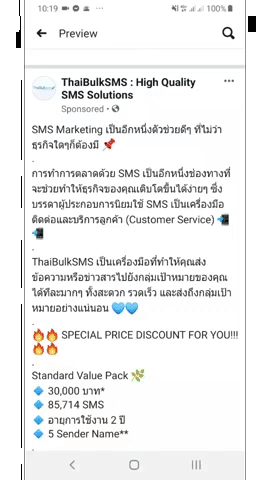 10:19
100%
Preview
ThaiBulkSMS : High Quality
SMS Solutions
Sponsored •
SMS Marketing เป็นอีกหนึ่งตัวช่วยดีๆ ที่ไม่ว่า
ธุรกิจใดๆก็ต้องมี 📌
.
การทำการตลาดด้วย SMS เป็นอีกหนึ่งช่องทางที่
จะช่วยทำให้ธุรกิจของคุณเติบโตขึ้นได้ง่ายๆ ซึ่ง
บรรดาผู้ประกอบการนิยมใช้ SMS เป็นเครื่องมือ
ติดต่อและบริการลูกค้า (Customer Service) 📲
📲
.
ThaiBulkSMS เป็นเครื่องมือที่ทำให้คุณส่ง
ข้อความหรือข่าวสารไปยังกลุ่มเป้าหมายของคุณ
ได้ทีละมากๆ ทั้งสะดวก รวดเร็ว และส่งถึงกลุ่มเป้า
หมายอย่างแน่นอน 💙💙
.
🔥🔥 SPECIAL PRICE DISCOUNT FOR YOU!!!
🔥🔥
.
Standard Value Pack 🌿
🔹 30,000 บาท*
🔹 85,714 SMS
🔹 อายุการใช้งาน 2 ปี
🔹 5 Sender Name**
.